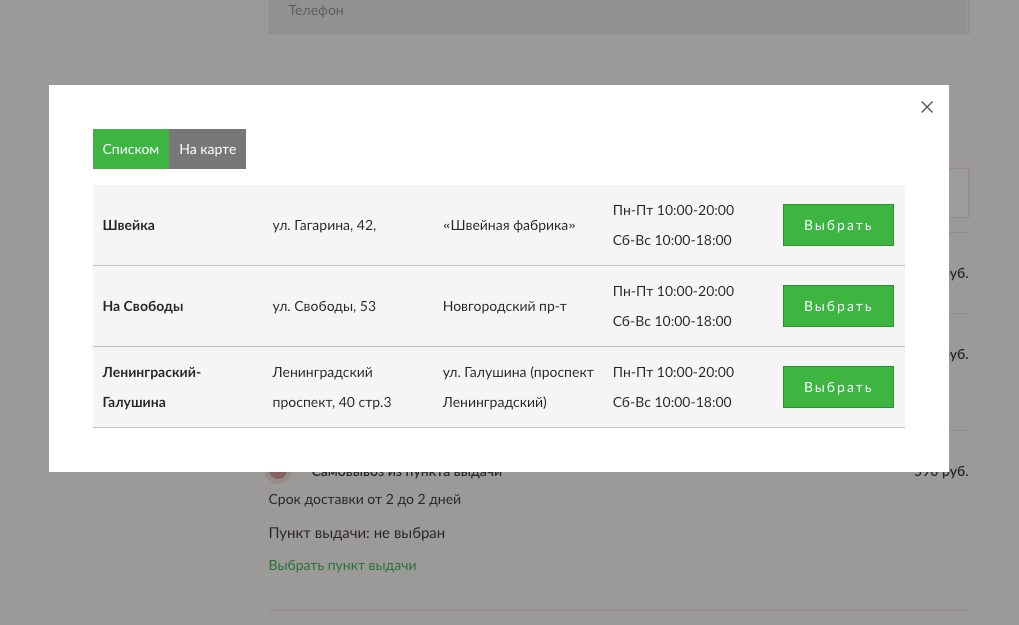 Телефон
Списком На карте
Швейка ул. Гагарина, 42, «Швейная фабрика» Пн-Пт 10:00-20:00 Сб-Вс 10:00-18:00 Выбрать
На Свободы ул. Свободы, 53 Новгородский пр-т Пн-Пт 10:00-20:00 Сб-Вс 10:00-18:00 Выбрать
Ленинграский- Ленинградский ул. Галушина (проспект Пн-Пт 10:00-20:00
Галушина проспект, 40 стр.3 Ленинградский) Сб-Вс 10:00-18:00 Выбрать
руб.
руб.
Самовывоз из пункта выдачи 590 руб.
Срок доставки от 2 до 2 дней
Пункт выдачи: не выбран
Выбрать пункт выдачи